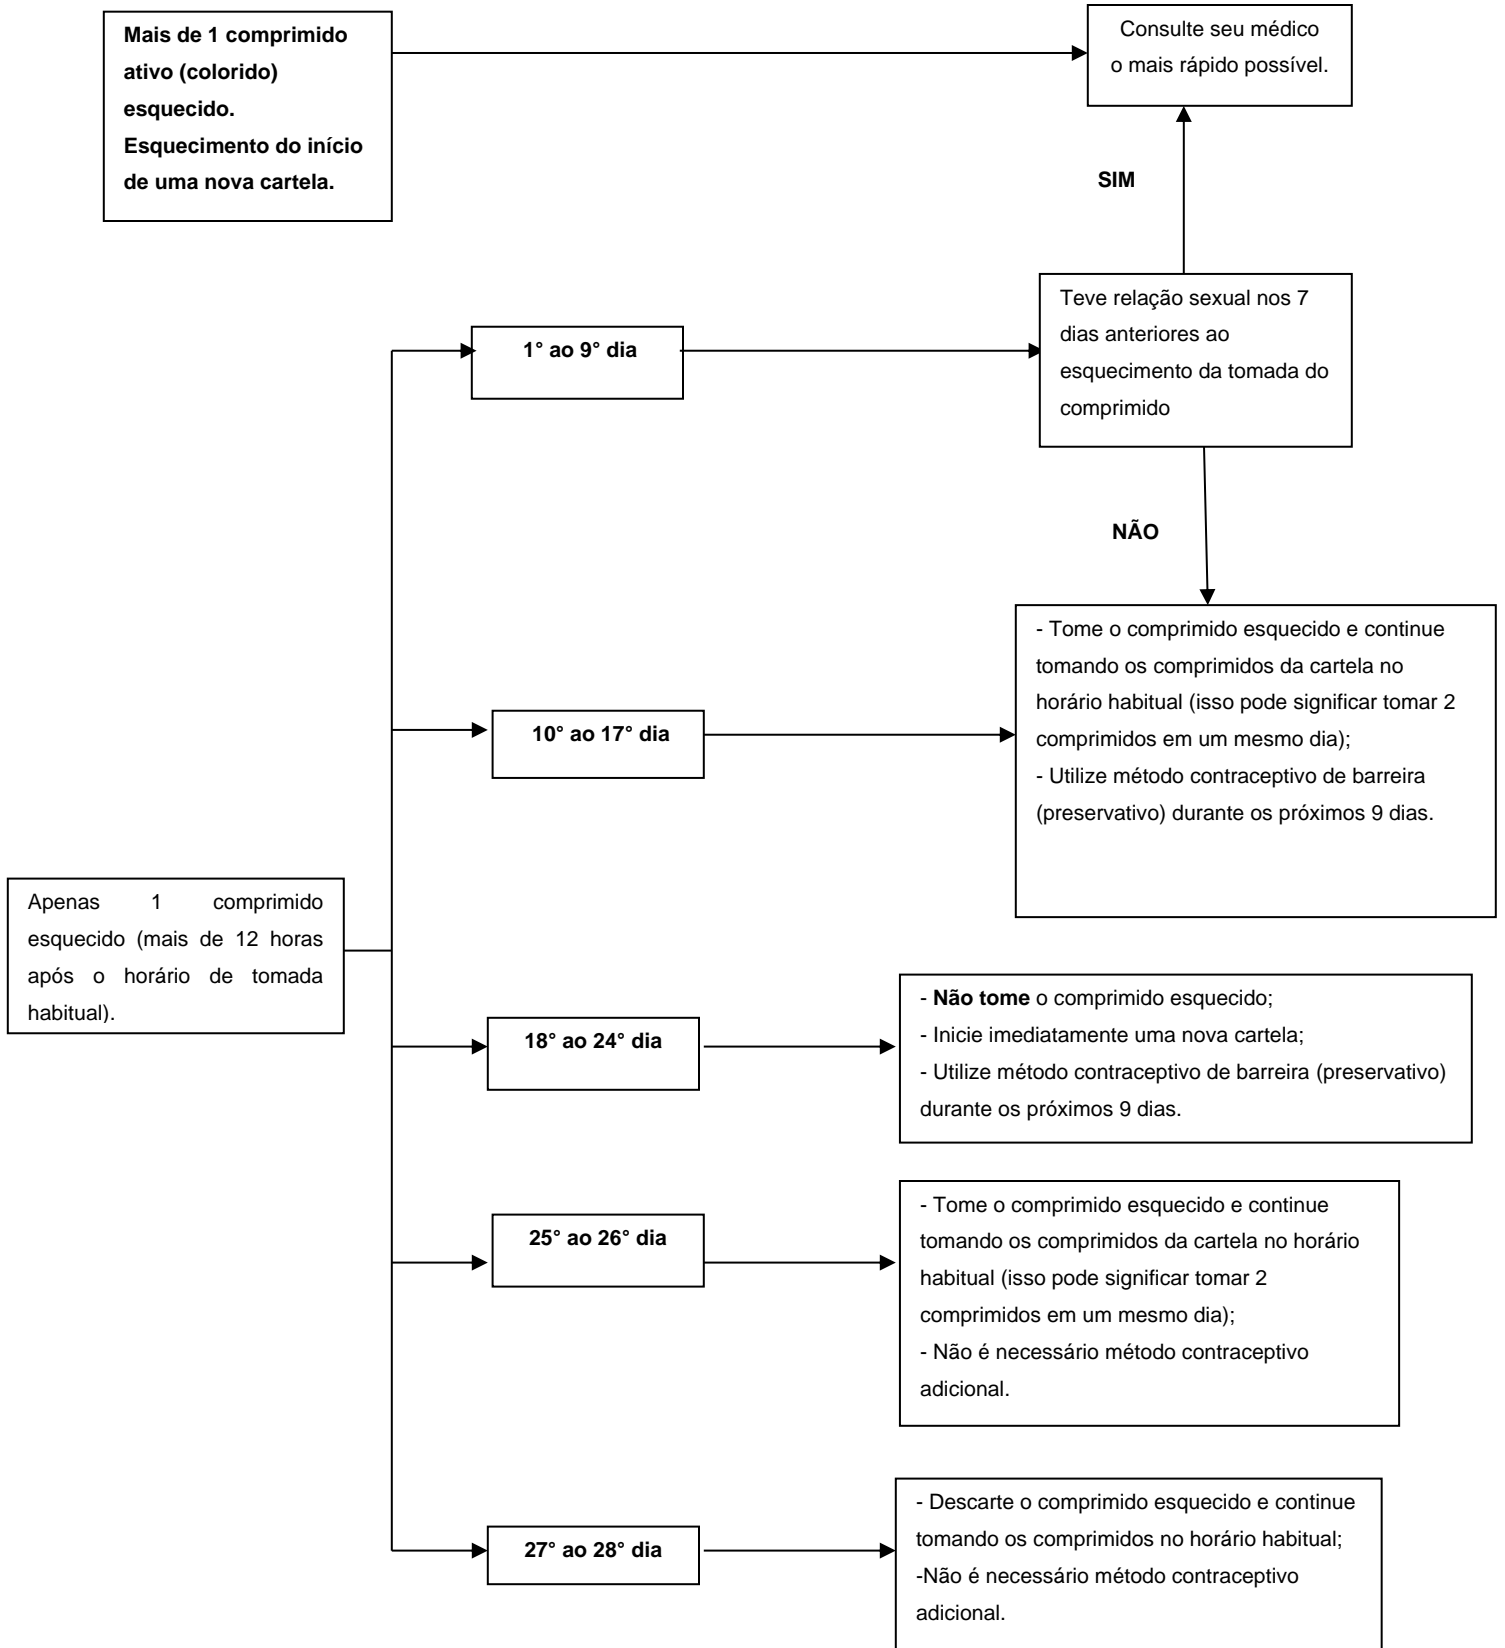 Mais de 1 comprimido
ativo (colorido)
esquecido.
Esquecimento do início
de uma nova cartela.
Consulte seu médico
o mais rápido possível.
SIM
Teve relação sexual nos 7
dias anteriores ao
esquecimento da tomada do
comprimido
1° ao 9° dia
NÃO
- Tome o comprimido esquecido e continue
tomando os comprimidos da cartela no
horário habitual (isso pode significar tomar 2
comprimidos em um mesmo dia);
- Utilize método contraceptivo de barreira
(preservativo) durante os próximos 9 dias.
10° ao 17° dia
Apenas 1 comprimido
esquecido (mais de 12 horas
após o horário de tomada
habitual).
18° ao 24° dia
- Não tome o comprimido esquecido;
- Inicie imediatamente uma nova cartela;
- Utilize método contraceptivo de barreira (preservativo)
durante os próximos 9 dias.
25° ao 26° dia
- Tome o comprimido esquecido e continue
tomando os comprimidos da cartela no horário
habitual (isso pode significar tomar 2
comprimidos em um mesmo dia);
- Não é necessário método contraceptivo
adicional.
27° ao 28° dia
- Descarte o comprimido esquecido e continue
tomando os comprimidos no horário habitual;
-Não é necessário método contraceptivo
adicional.